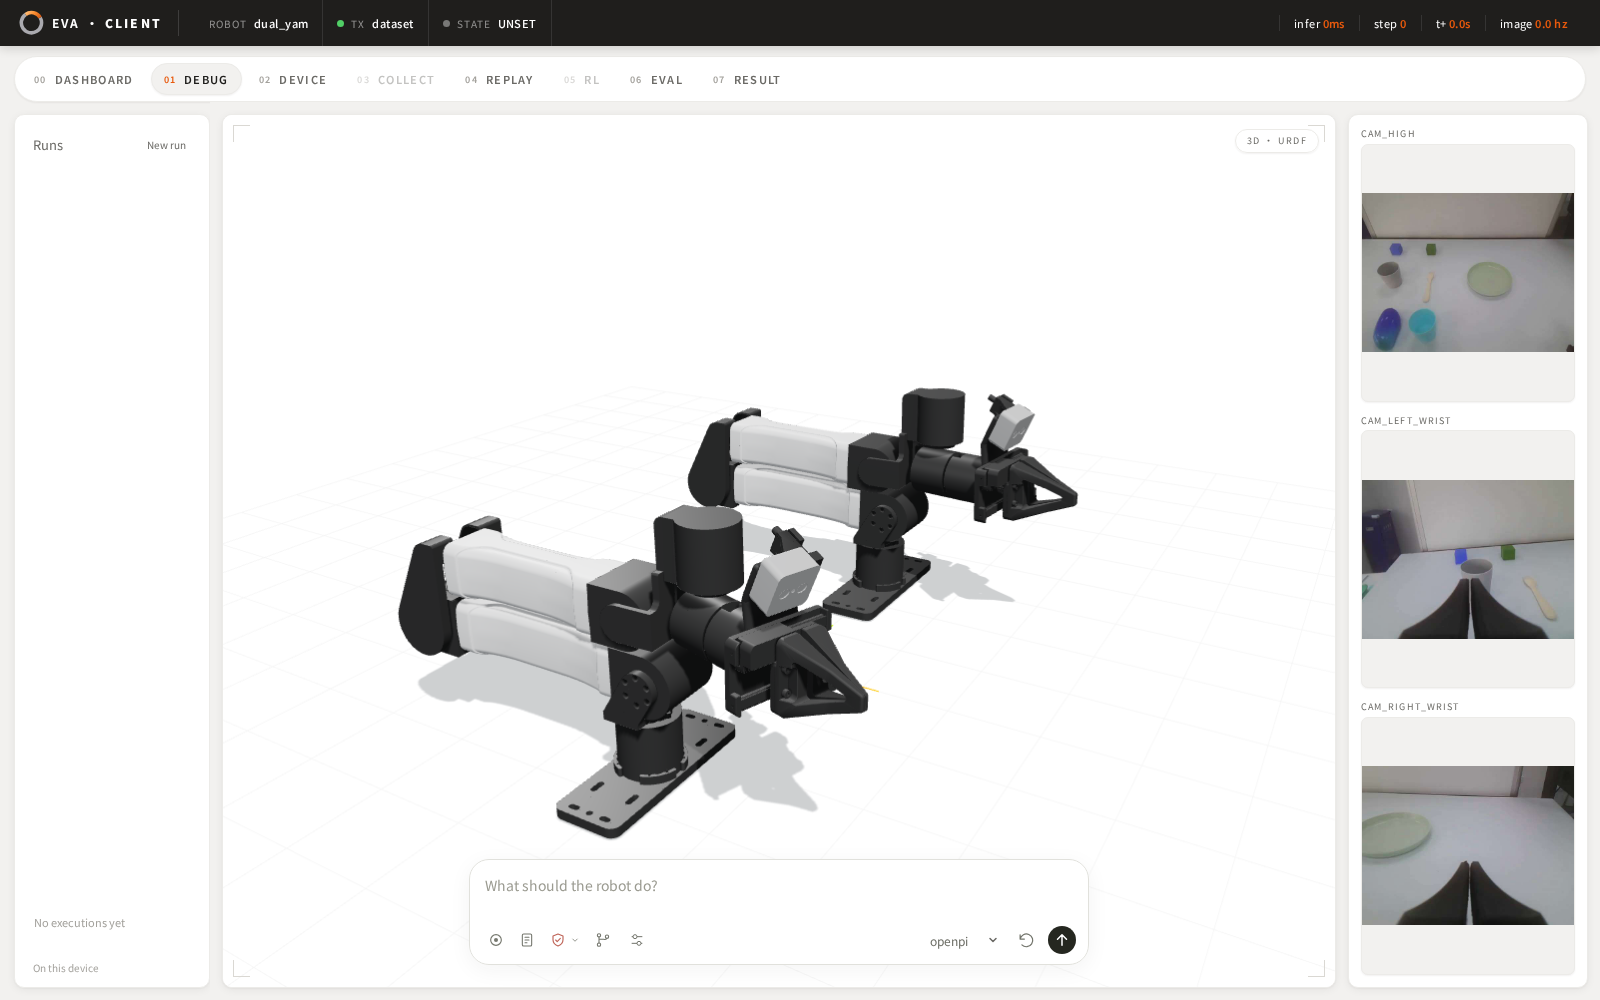 EVA • CLIENT
ROBOT dual_yam
TX dataset
STATE UNSET
infer 0ms
step 0
t+ 0.0s
image 0.0 hz
00 DASHBOARD
01 DEBUG
02 DEVICE
03 COLLECT
04 REPLAY
05 RL
06 EVAL
07 RESULT
Runs
New run
No executions yet
On this device
3D • URDF
What should the robot do?
openpi
CAM_HIGH
CAM_LEFT_WRIST
CAM_RIGHT_WRIST